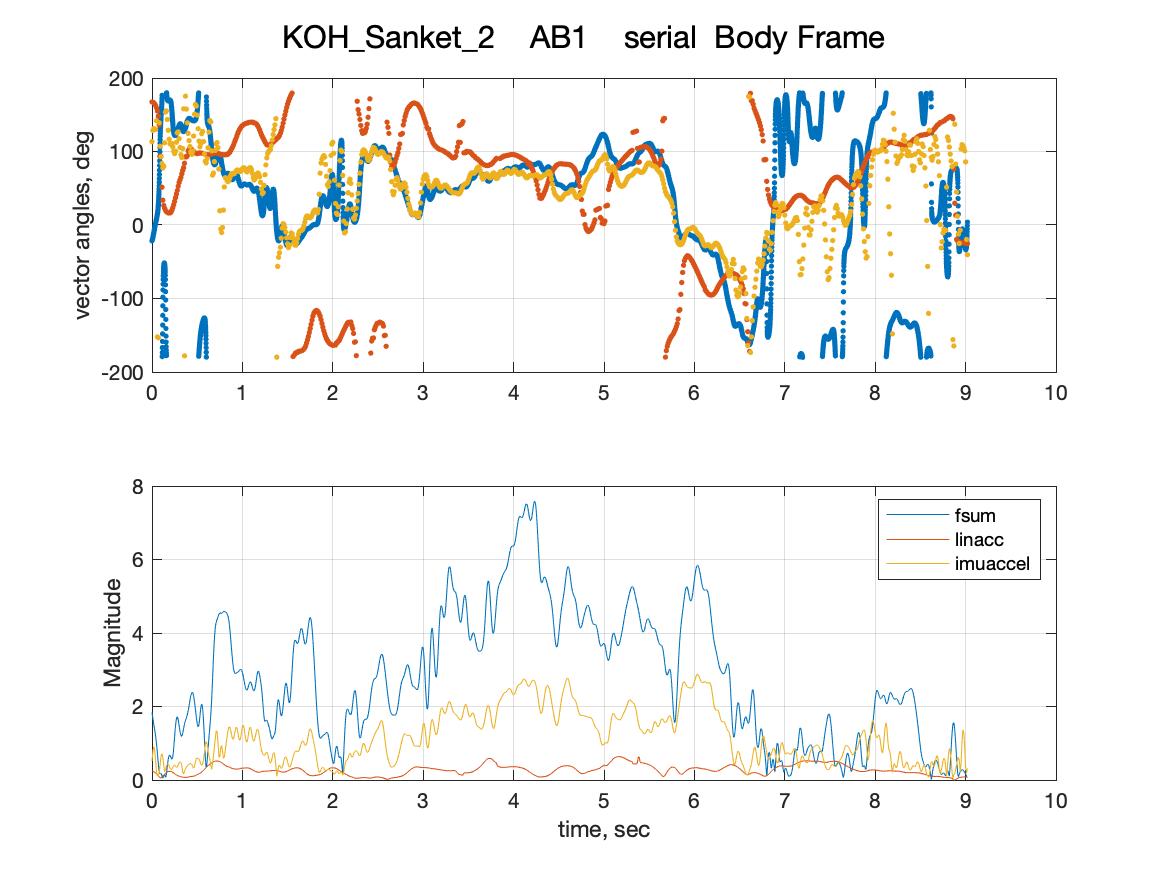 KOH_Sanket_2 AB1 serial Body Frame
200
100
0
-100
-200
vector angles, deg
0 1 2 3 4 5 6 7 8 9 10
8
6
4
2
0
Magnitude
fsum
linacc
imuaccel
0 1 2 3 4 5 6 7 8 9 10
time, sec